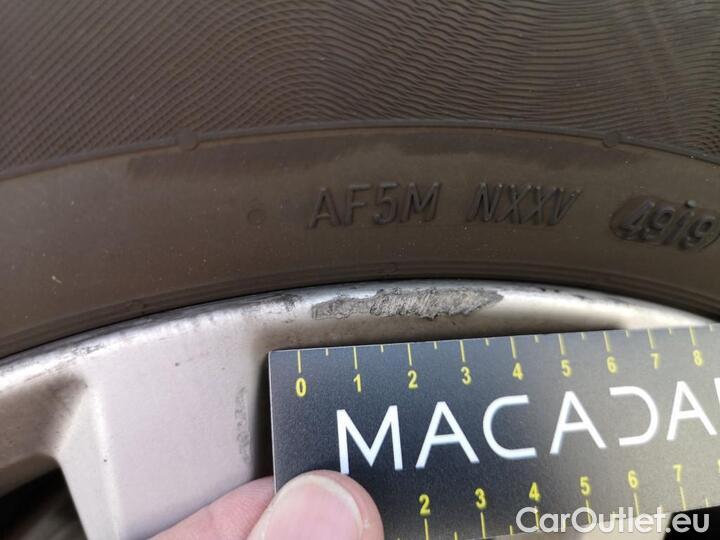 AF5M NXXV 4919
0 1 2 3 4 5 6 7 8
MACADA
2 3 4 5 6 7
CarOutlet.eu